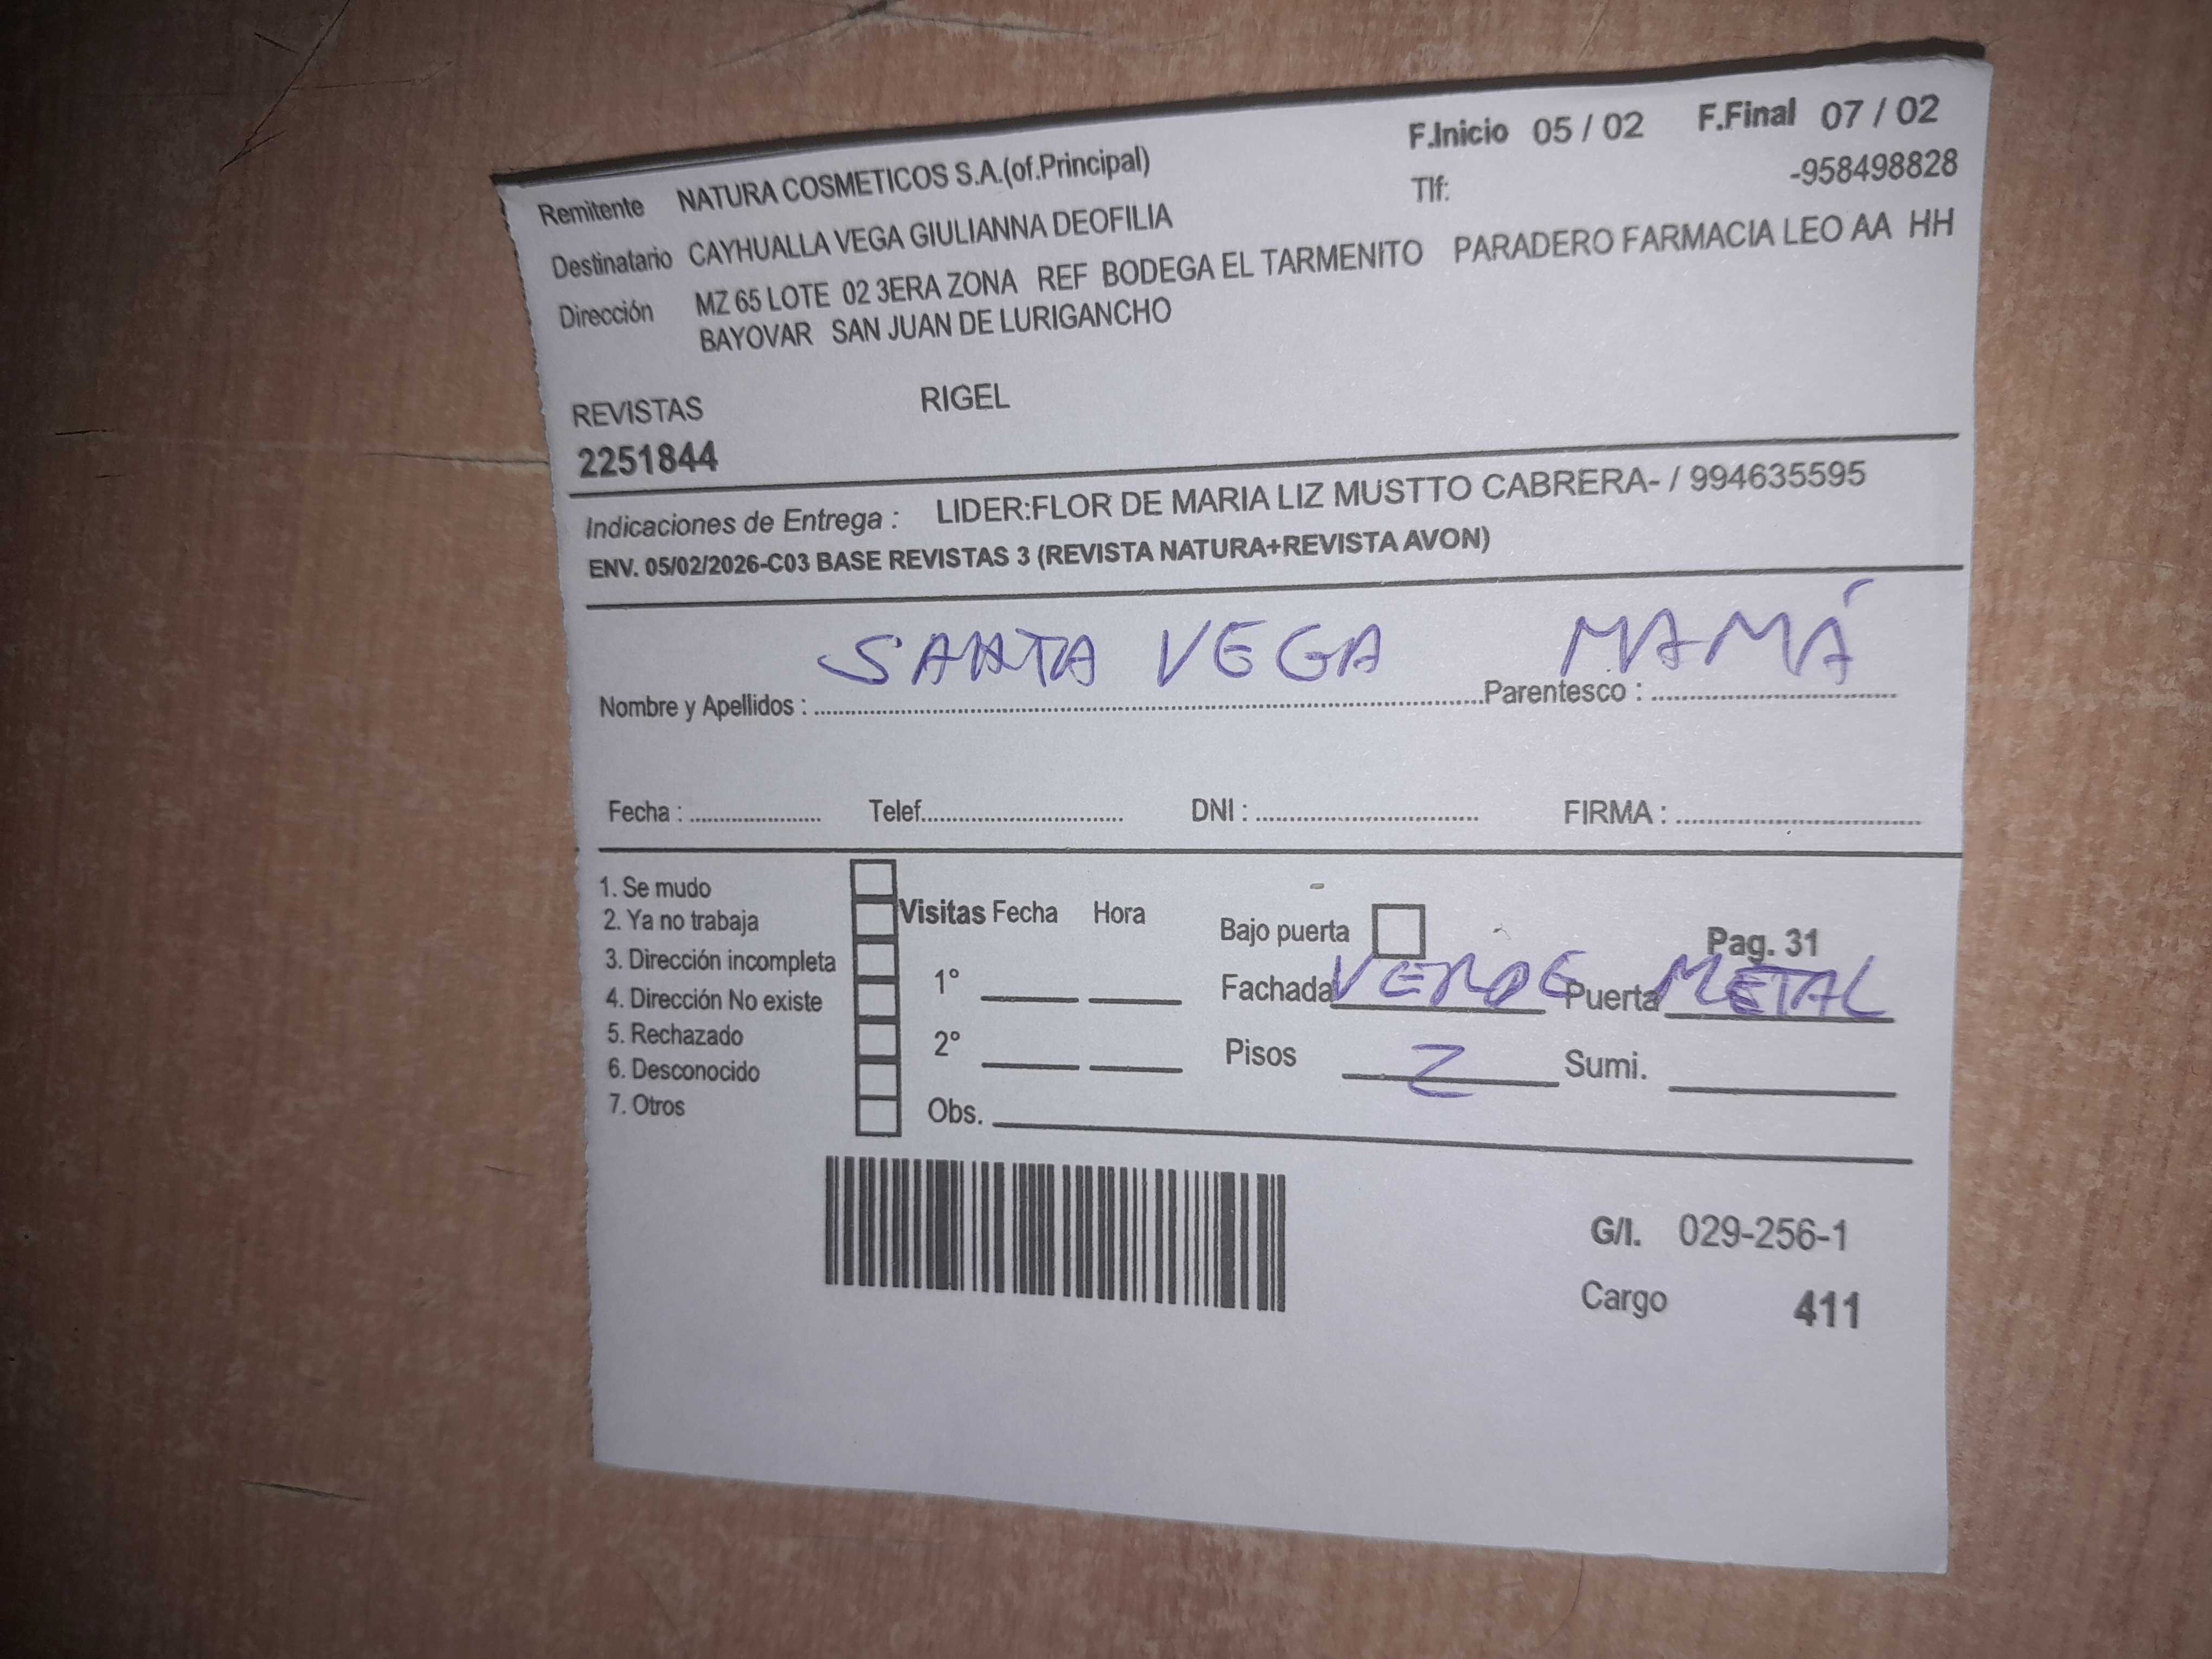 F.Inicio 05 / 02 F.Final 07 / 02
Remitente NATURA COSMETICOS S.A.(of.Principal) Tlf: -958498828
Destinatario CAYHUALLA VEGA GIULIANNA DEOFILIA
Dirección MZ 65 LOTE 02 3ERA ZONA REF BODEGA EL TARMENITO PARADERO FARMACIA LEO AA HH
BAYOVAR SAN JUAN DE LURIGANCHO
REVISTAS RIGEL
2251844
Indicaciones de Entrega : LIDER:FLOR DE MARIA LIZ MUSTTO CABRERA- / 994635595
ENV. 05/02/2026-C03 BASE REVISTAS 3 (REVISTA NATURA+REVISTA AVON)
Nombre y Apellidos : SANTA VEGA Parentesco : MAMÁ
Fecha : Telef. DNI : FIRMA :
1. Se mudo
2. Ya no trabaja
3. Dirección incompleta
4. Dirección No existe
5. Rechazado
6. Desconocido
7. Otros
Visitas Fecha Hora
1°
2°
Obs.
Bajo puerta Pag. 31
Fachada VERDE Puerta METAL
Pisos 2 Sumi.
G/I. 029-256-1
Cargo 411